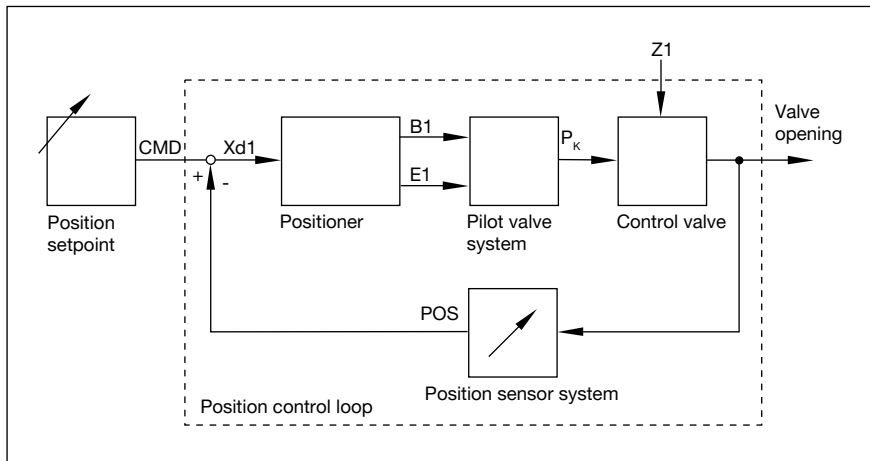 Z1
Valve
opening
B1
CMD
Xd1
PK
E1
+
-
Position
setpoint
Positioner
Pilot valve
system
Control valve
POS
Position sensor system
Position control loop